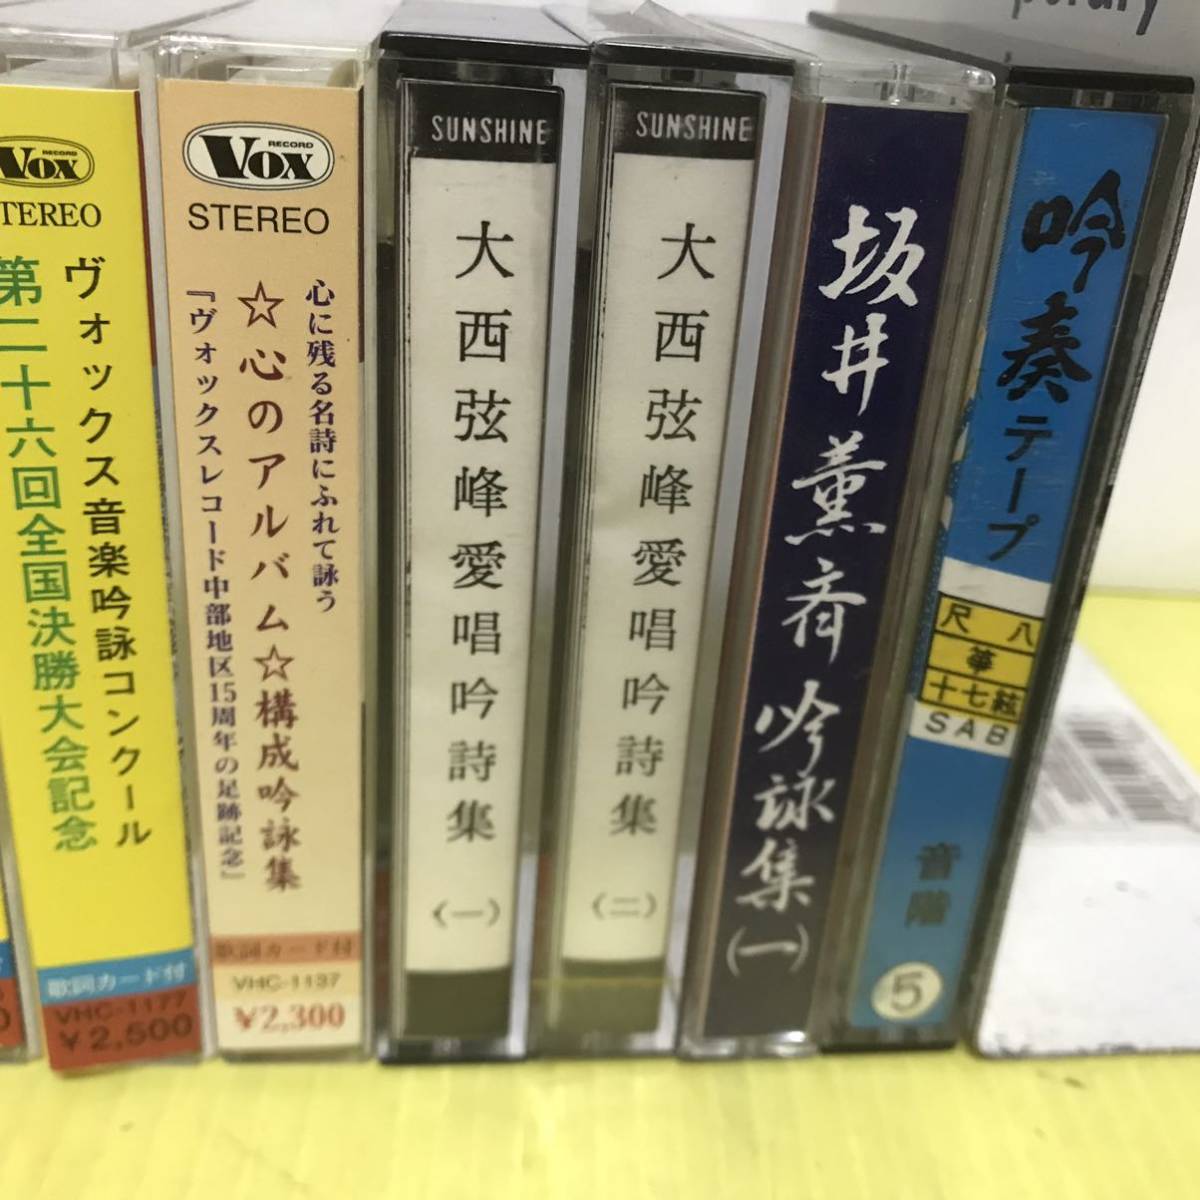 RECORD
VOX
TEREO
ヴォックス音楽吟詠コンクール
第二十六回全国決勝大会記念
歌詞カード付
VHC-1177
¥2,500
RECORD
VOX
STEREO
心に残る名詩にふれて詠う
☆心のアルバム☆構成吟詠集
『ヴォックスレコード中部地区15周年の足跡記念』
歌詞カード付
VHC-1137
¥2,300
SUNSHINE
大西弦峰愛唱吟詩集
(一)
SUNSHINE
大西弦峰愛唱吟詩集
(二)
坂井薫斉吟詠集(一)
吟奏テープ
尺八
箏
十七絃
SAB
音階
5